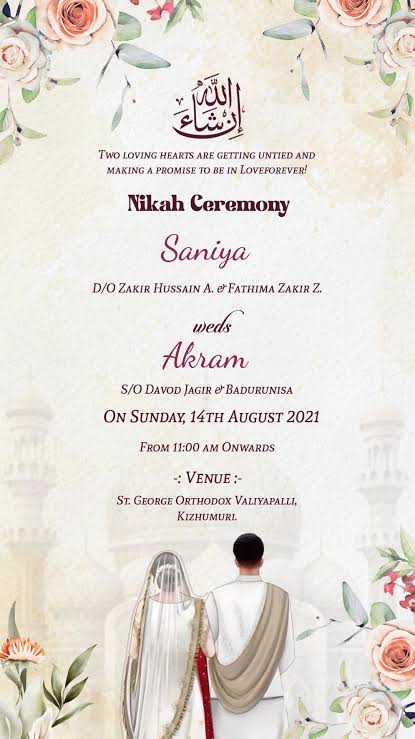 إن شاء الله
Two loving hearts are getting untied and
making a promise to be in Loveforever!
Nikah Ceremony
Saniya
D/O Zakir Hussain A. & Fathima Zakir Z.
weds
Akram
S/O Davod Jagir & Badurunisa
On Sunday, 14th August 2021
From 11:00 am Onwards
-: Venue :-
St. George Orthodox Valiyapalli,
Kizhumuri.